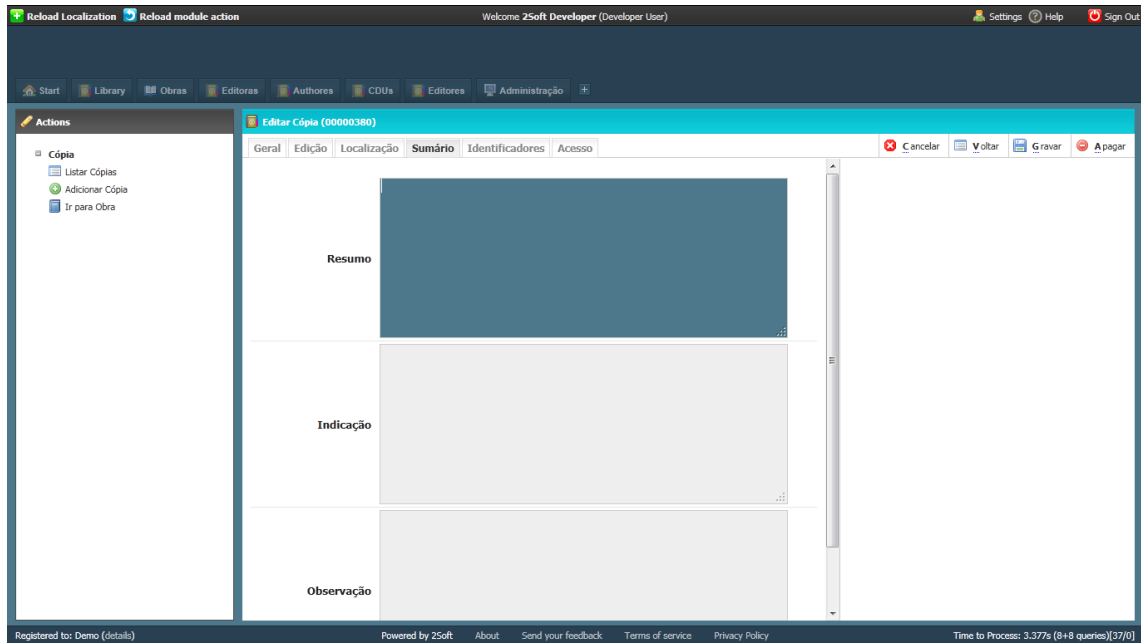 Reload Localization Reload module action Welcome 2Soft Developer (Developer User) Settings Help Sign Out
Start Library Obras Editoras Authores CDUs Editores Administração
Actions
Cópia
Listar Cópias
Adicionar Cópia
Ir para Obra
Editar Cópia (00000380)
Geral Edição Localização Sumário Identificadores Acesso Cancelar Voltar Gravar Apagar
Resumo
Indicação
Observação
Registered to: Demo (details) Powered by 2Soft About Send your feedback Terms of service Privacy Policy Time to Process: 3.377s (8+8 queries)[37/0]